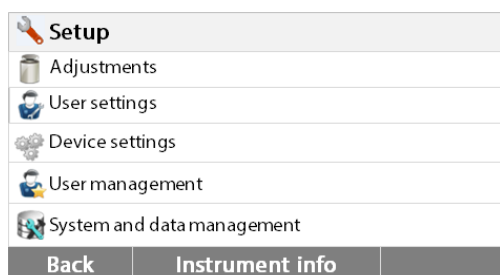 Setup
Adjustments
User settings
Device settings
User management
System and data management
Back Instrument info